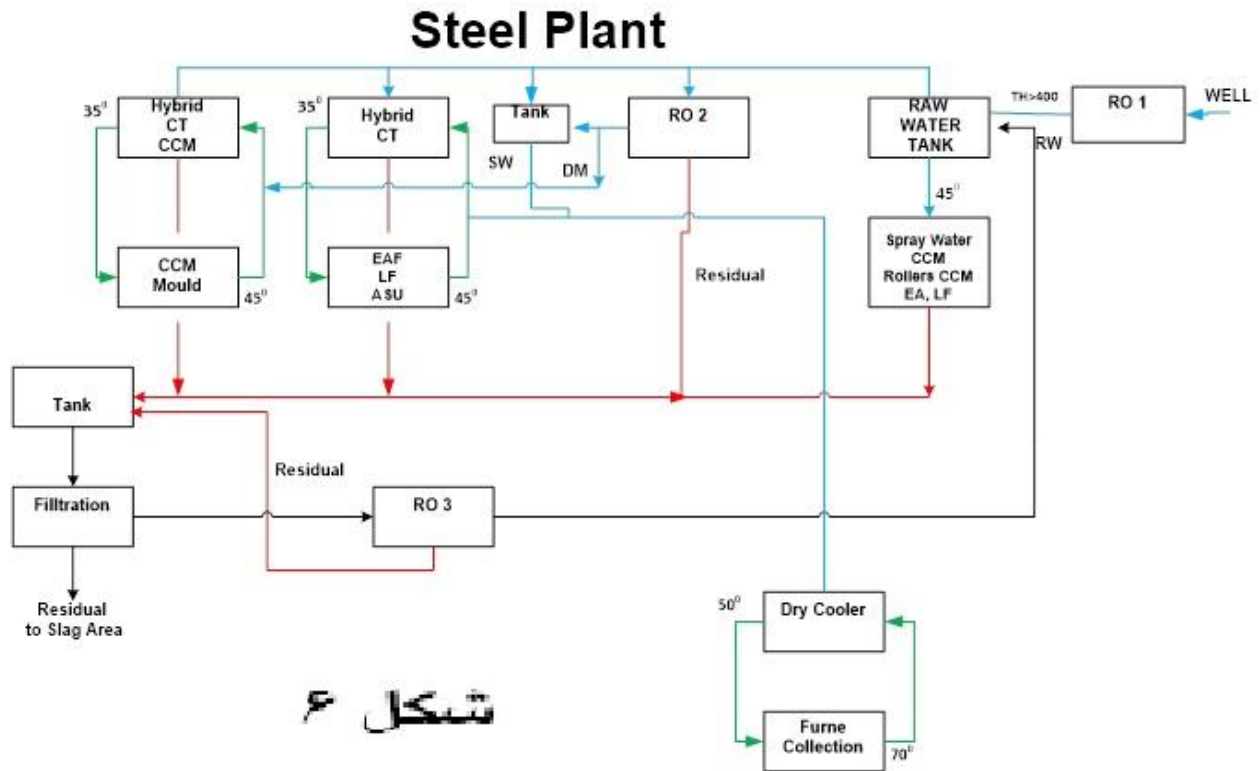 Steel Plant
35⁰
Hybrid
CT
CCM
35⁰
Hybrid
CT
Tank
RO 2
RAW
WATER
TANK
TH>400
RO 1
WELL
SW
DM
RW
45⁰
CCM
Mould
45⁰
EAF
LF
ASU
45⁰
Residual
Spray Water
CCM
Rollers CCM
EA, LF
Tank
Residual
Filltration
RO 3
Residual
to Slag Area
50⁰
Dry Cooler
Furne
Collection
70⁰
شکل ۶